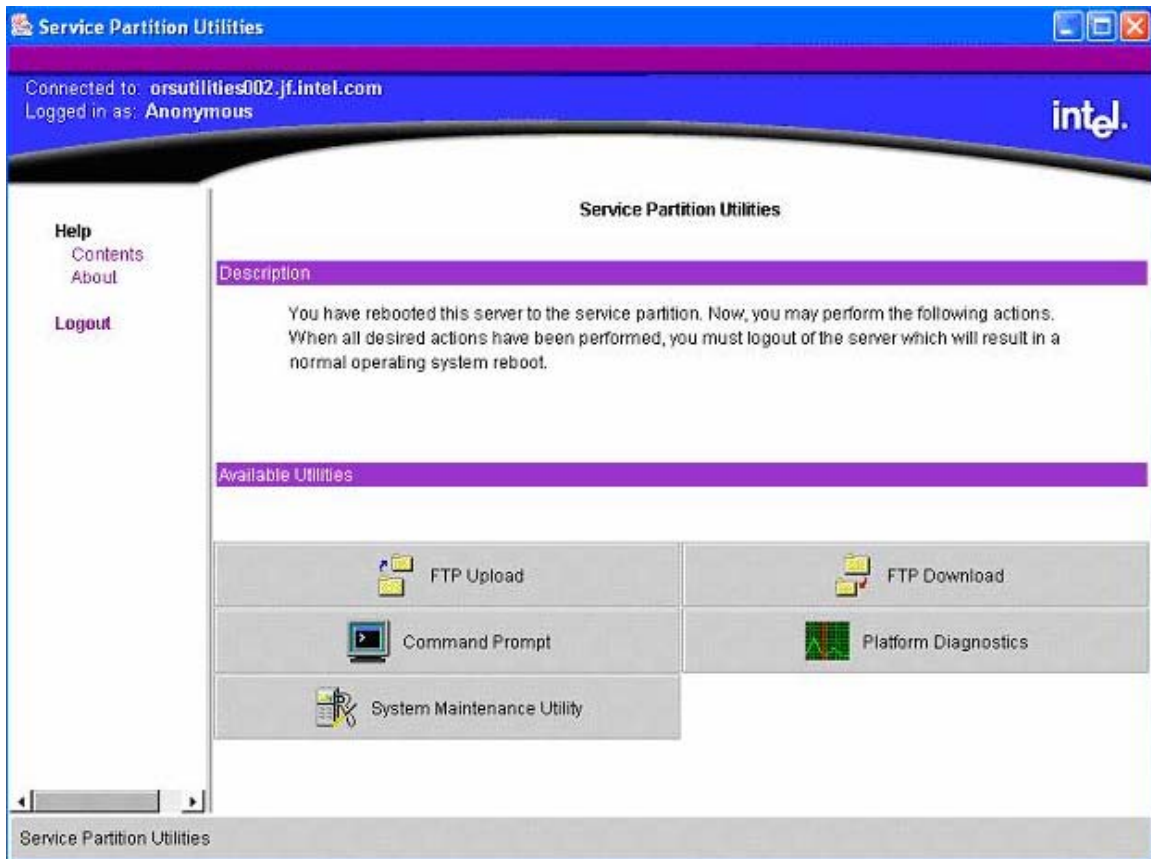 Service Partition Utilities
Connected to: orsutilities002.jf.intel.com
Logged in as: Anonymous
intel.
Help
Contents
About
Logout
Service Partition Utilities
Description
You have rebooted this server to the service partition. Now, you may perform the following actions.
When all desired actions have been performed, you must logout of the server which will result in a
normal operating system reboot.
Available Utilities
FTP Upload
FTP Download
Command Prompt
Platform Diagnostics
System Maintenance Utility
Service Partition Utilities